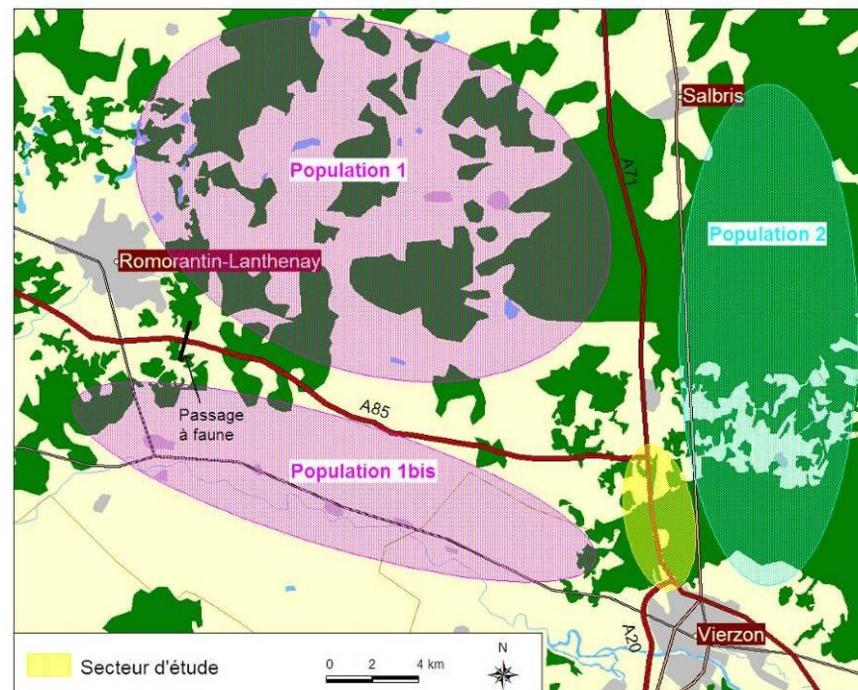 Salbris
Population 1
A71
Population 2
Romorantin-Lanthenay
Passage
à faune
A85
Population 1bis
A20
Vierzon
Secteur d'étude
0 2 4 km
N